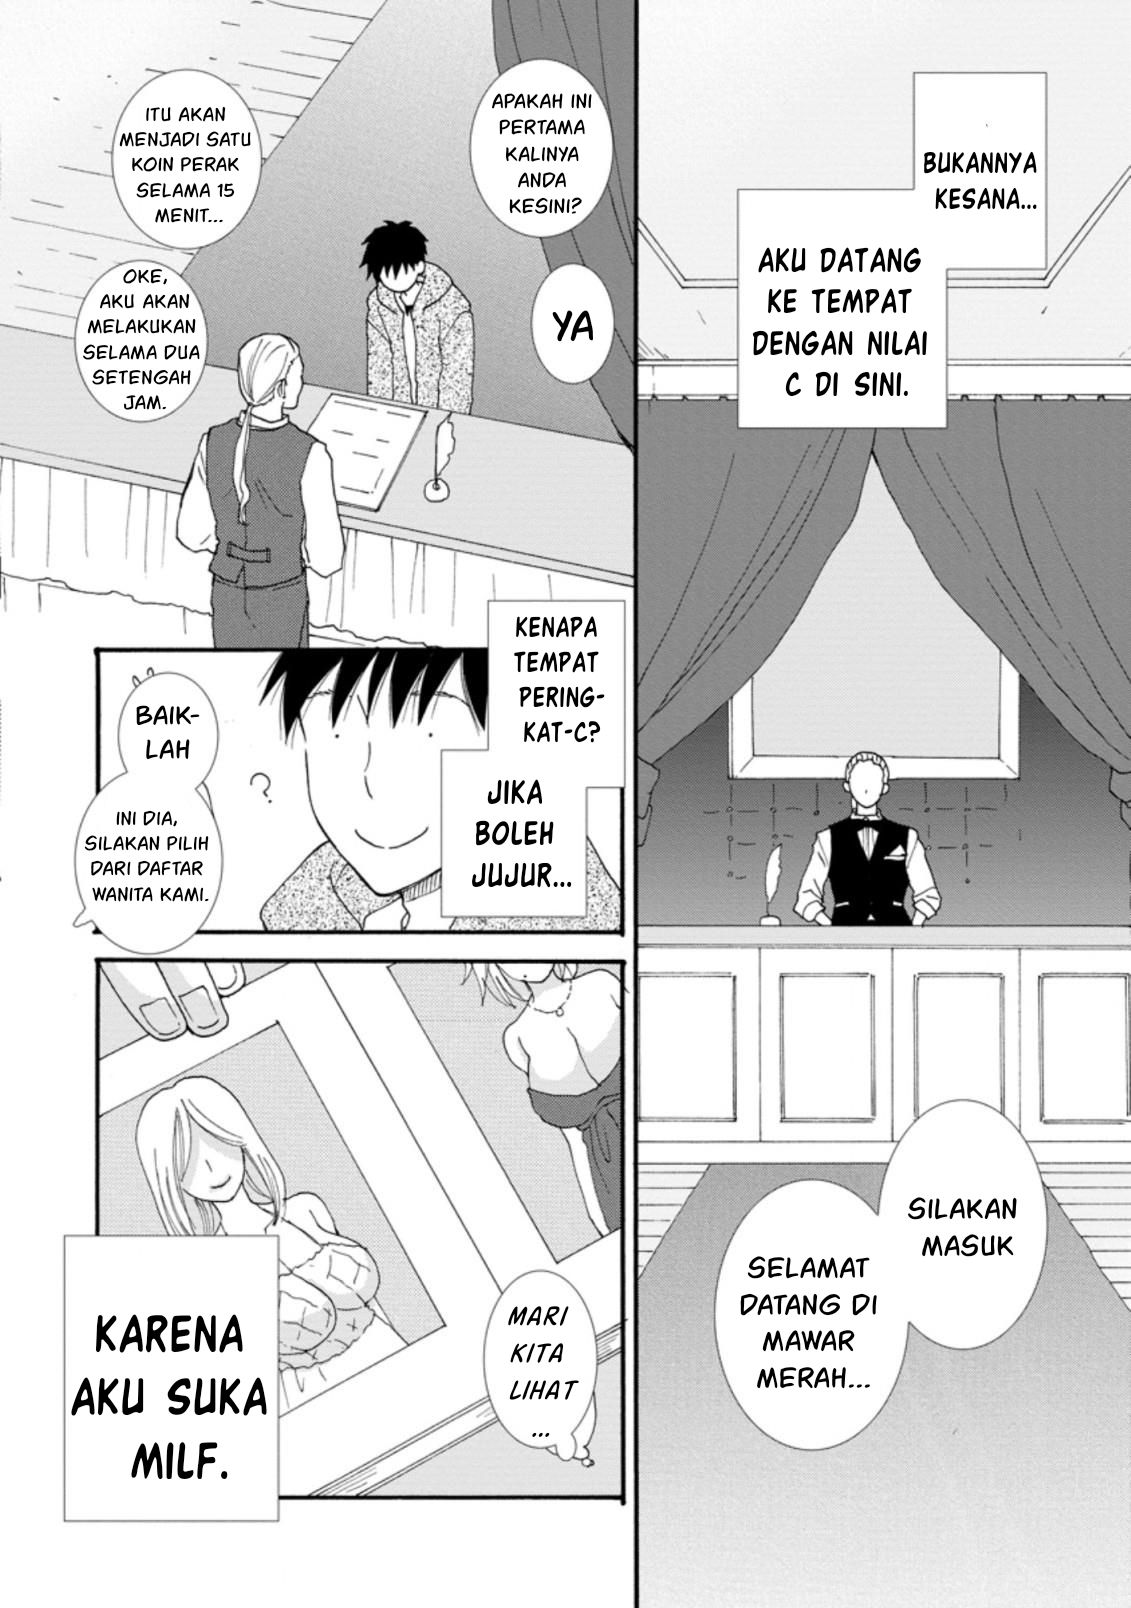 BUKANNYA
KESANA...
AKU DATANG
KE TEMPAT
DENGAN NILAI
C DI SINI.
SILAKAN
MASUK
SELAMAT
DATANG DI
MAWAR
MERAH...
APAKAH INI
PERTAMA
KALINYA
ANDA
KESINI?
YA
ITU AKAN
MENJADI SATU
KOIN PERAK
SELAMA 15
MENIT...
OKE,
AKU AKAN
MELAKUKAN
SELAMA DUA
SETENGAH
JAM.
KENAPA
TEMPAT
PERING-
KAT-C?
JIKA
BOLEH
JUJUR...
?
BAIK-
LAH
INI DIA,
SILAKAN PILIH
DARI DAFTAR
WANITA KAMI.
MARI
KITA
LIHAT
...
KARENA
AKU SUKA
MILF.